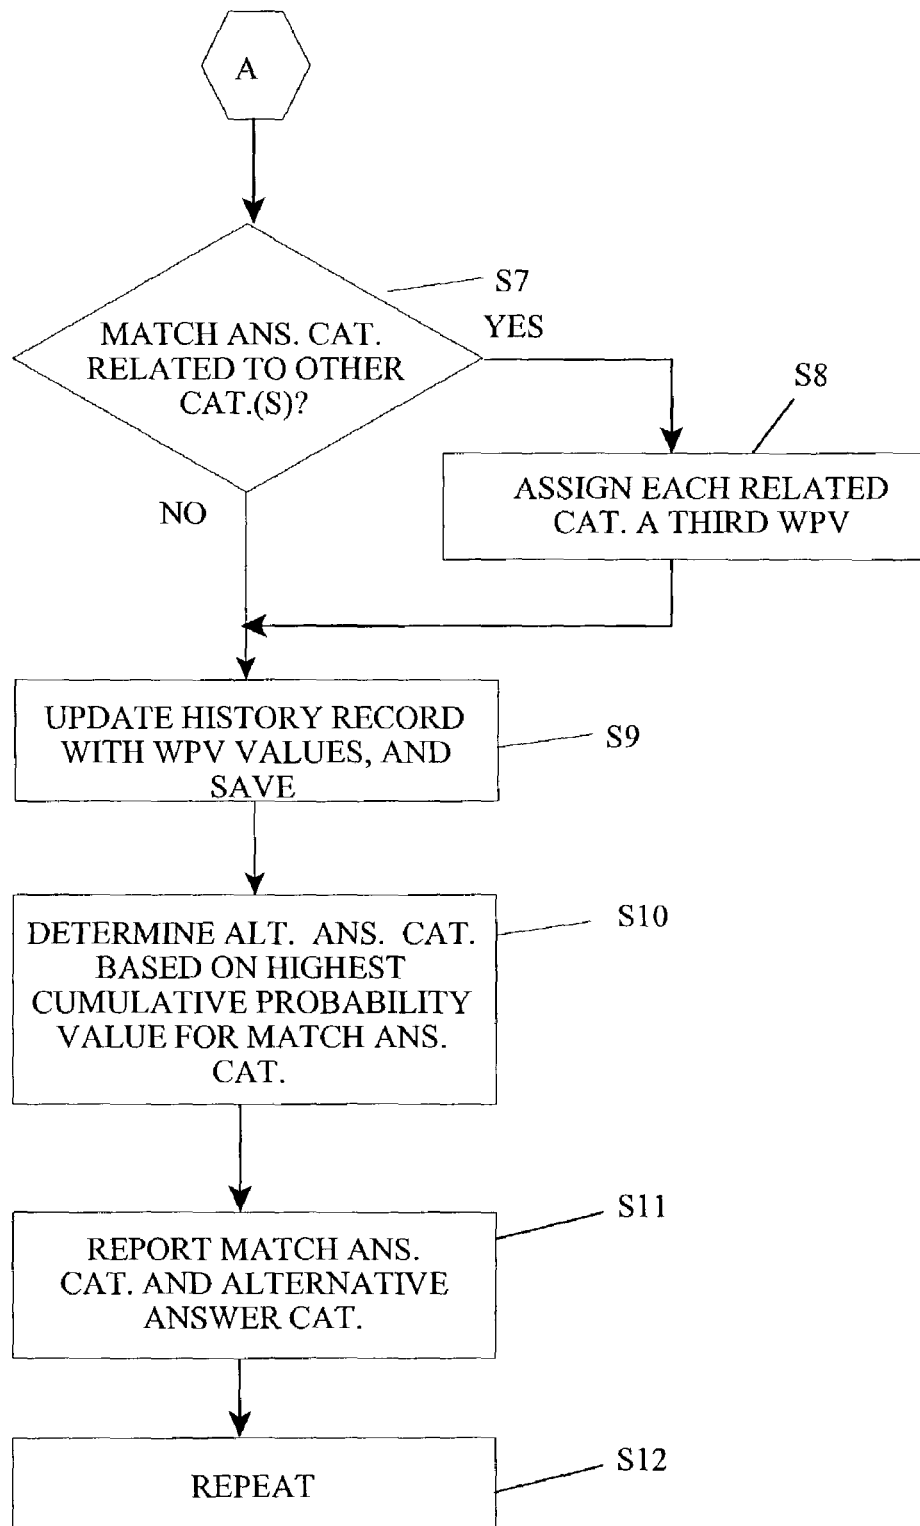 A
S7
MATCH ANS. CAT.
RELATED TO OTHER
CAT.(S)?
YES
S8
ASSIGN EACH RELATED
CAT. A THIRD WPV
NO
UPDATE HISTORY RECORD
WITH WPV VALUES, AND
SAVE
S9
DETERMINE ALT. ANS. CAT.
BASED ON HIGHEST
CUMULATIVE PROBABILITY
VALUE FOR MATCH ANS.
CAT.
S10
REPORT MATCH ANS.
CAT. AND ALTERNATIVE
ANSWER CAT.
S11
REPEAT
S12